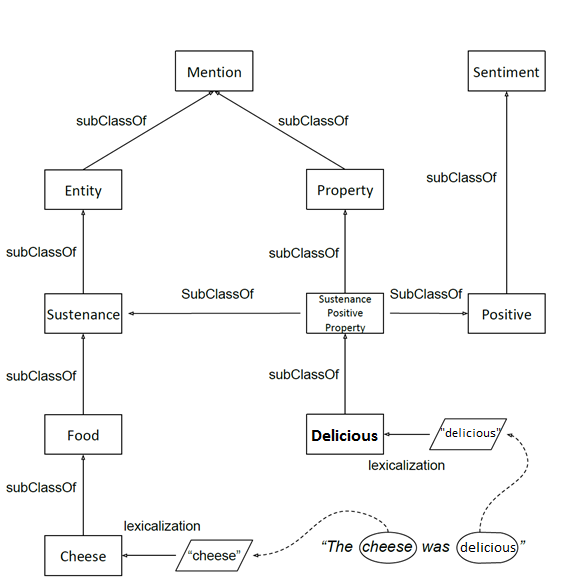 Mention
Sentiment
subClassOf
subClassOf
subClassOf
Entity
Property
subClassOf
subClassOf
SubClassOf
SubClassOf
Sustenance
Sustenance
Positive
Property
Positive
subClassOf
subClassOf
Food
Delicious
"delicious"
lexicalization
subClassOf
lexicalization
Cheese
“cheese”
“The cheese was delicious”